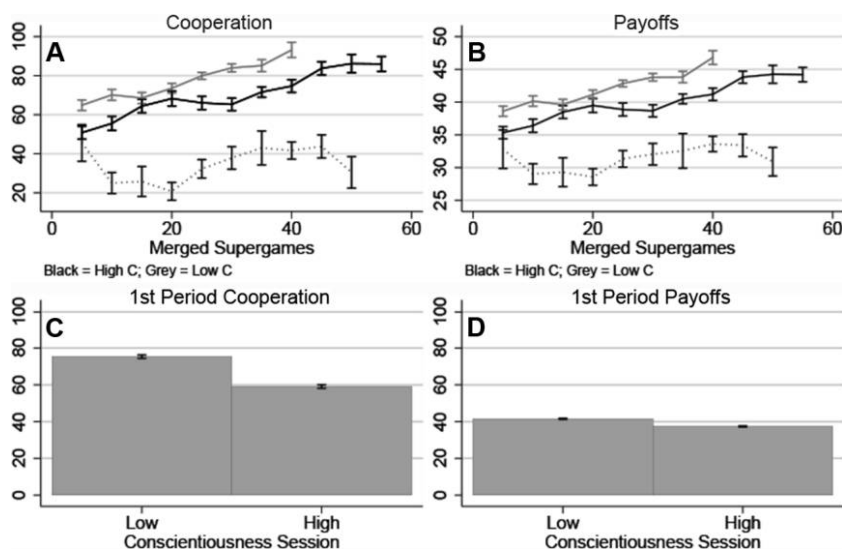 Cooperation
A
100
80
60
40
20
0
20
40
60
Merged Supergames
Black = High C; Grey = Low C
Payoffs
B
50
45
40
35
30
25
0
20
40
60
Merged Supergames
Black = High C; Grey = Low C
1st Period Cooperation
C
100
80
60
40
20
0
Low
High
Conscientiousness Session
1st Period Payoffs
D
100
80
60
40
20
0
Low
High
Conscientiousness Session